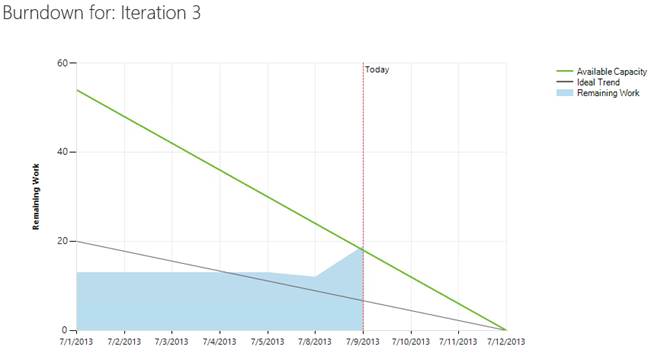 Burndown for: Iteration 3
60
Today
Available Capacity
Ideal Trend
Remaining Work
40
Remaining Work
20
0
7/1/2013 7/2/2013 7/3/2013 7/4/2013 7/5/2013 7/8/2013 7/9/2013 7/10/2013 7/11/2013 7/12/2013